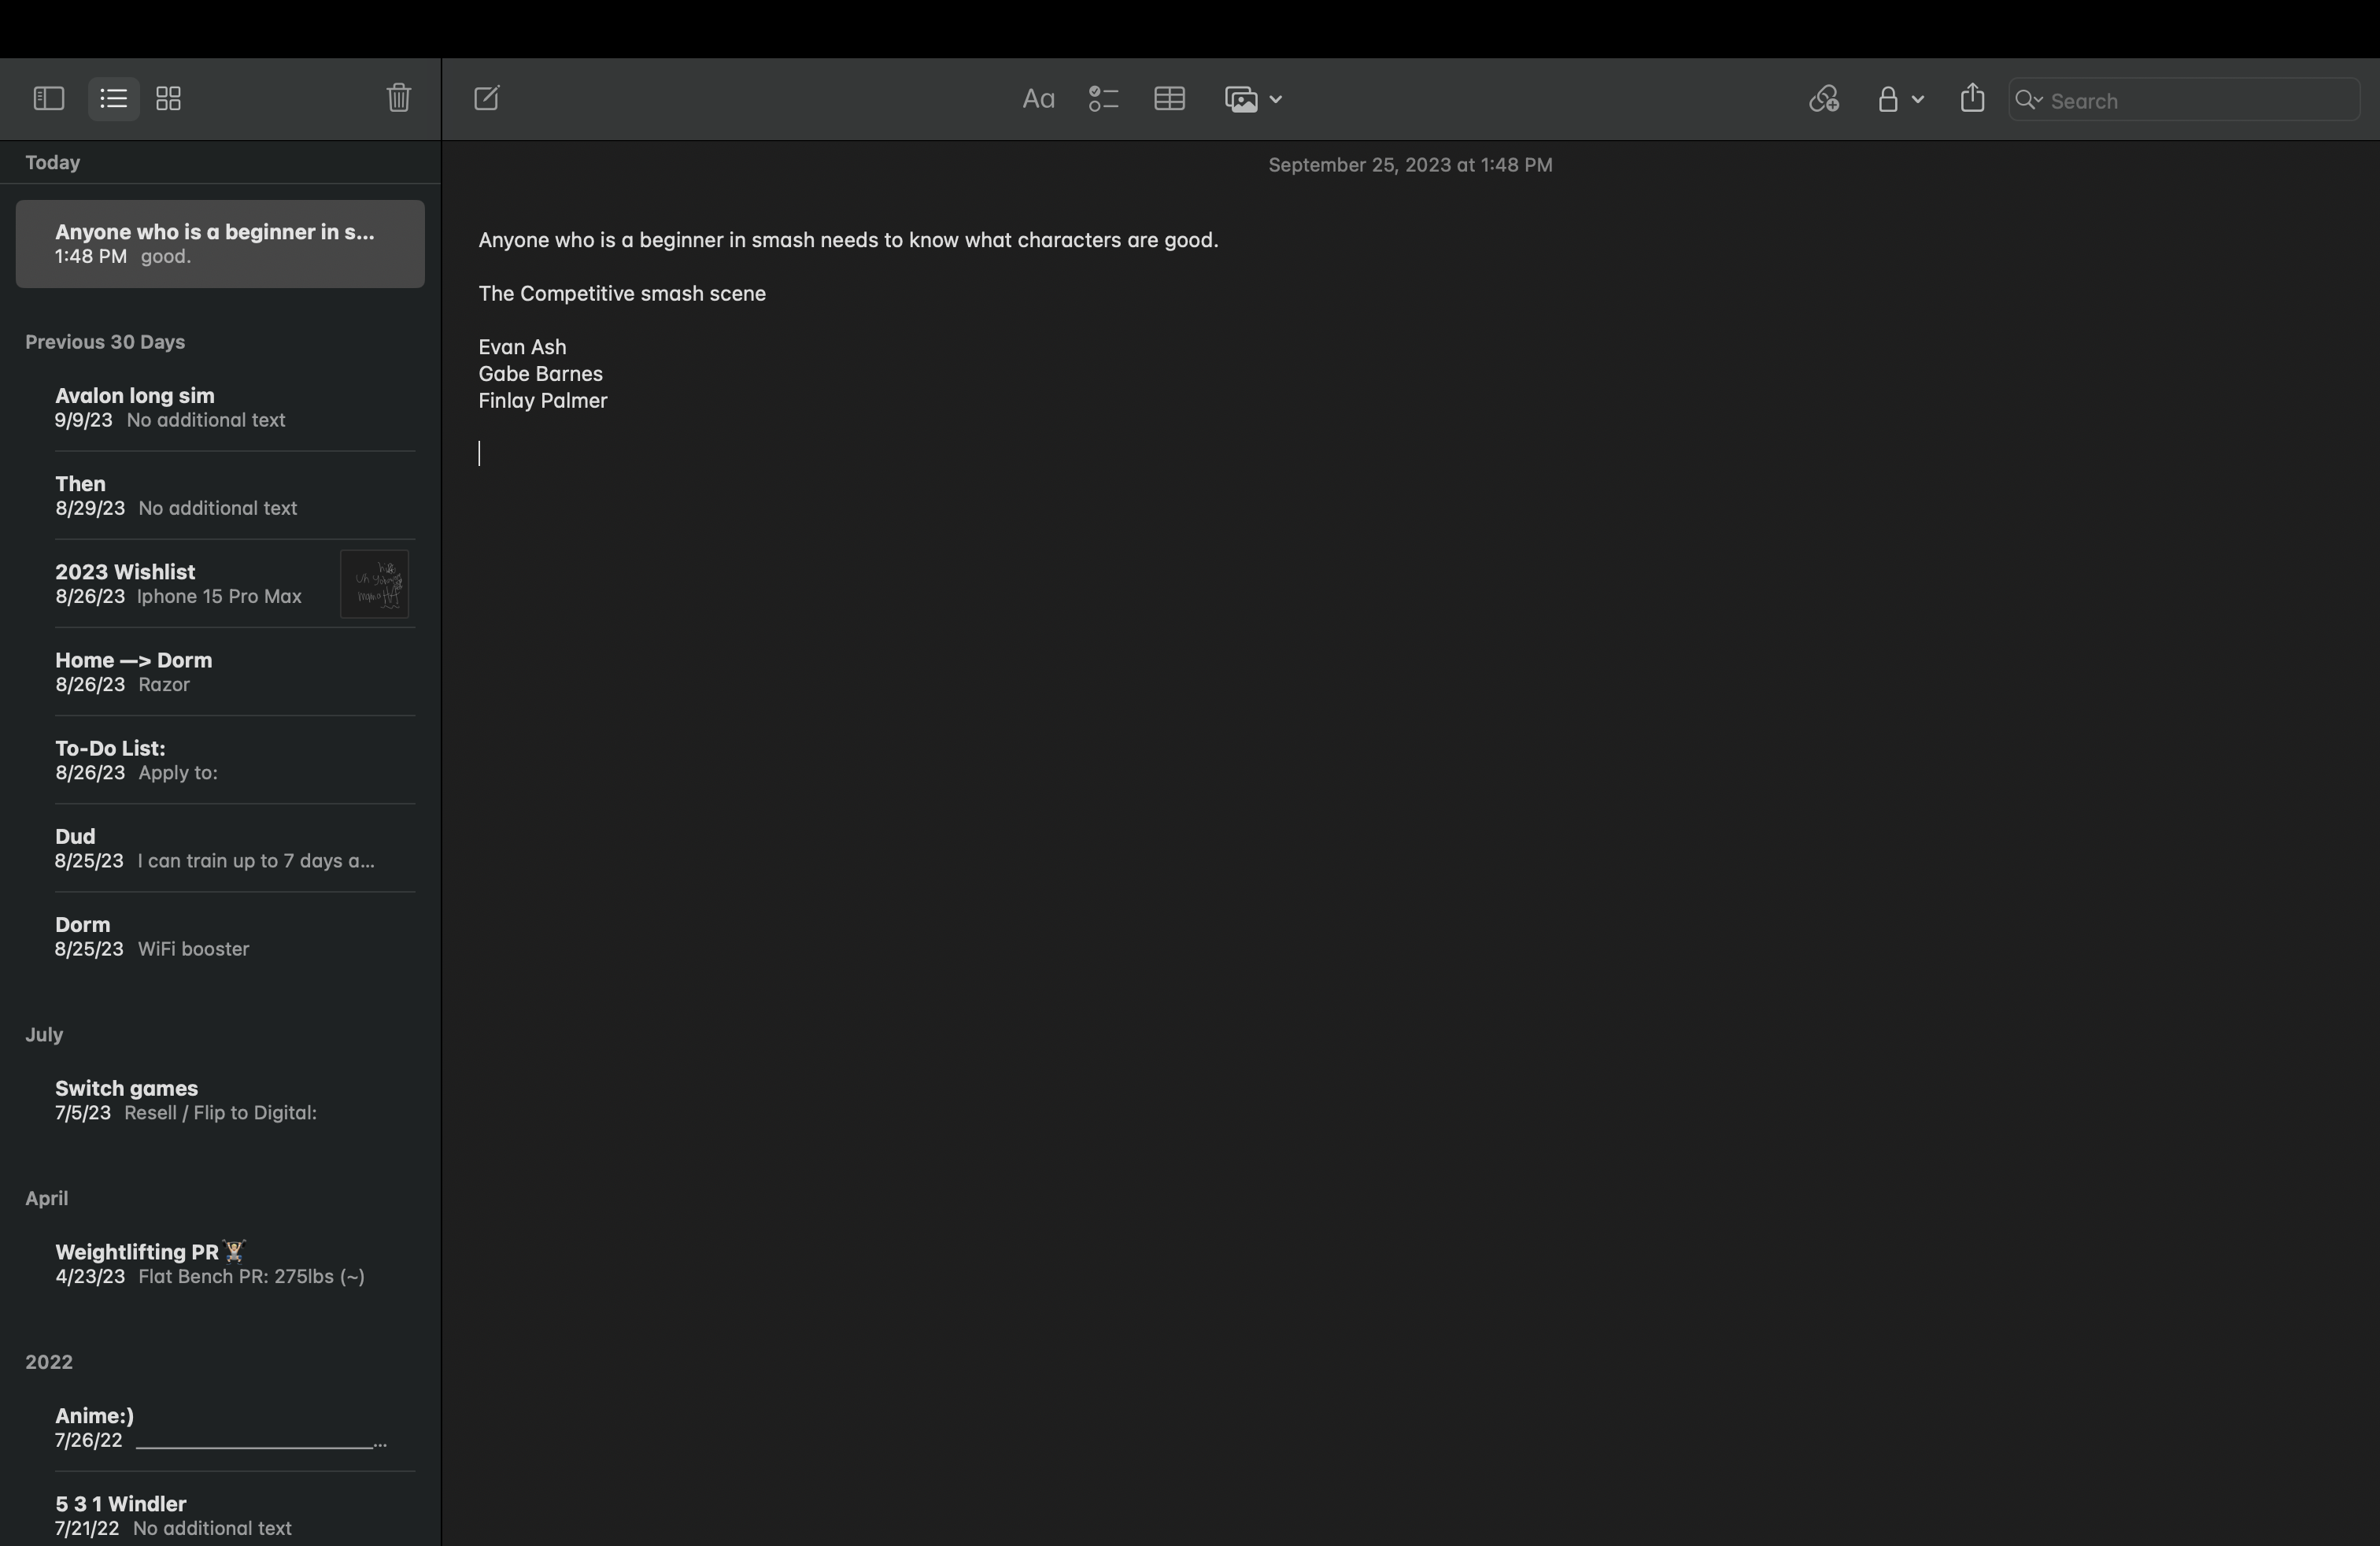 Aa
Search
Today
Anyone who is a beginner in s...
1:48 PM good.
Previous 30 Days
Avalon long sim
9/9/23 No additional text
Then
8/29/23 No additional text
2023 Wishlist
8/26/23 Iphone 15 Pro Max
Home —> Dorm
8/26/23 Razor
To-Do List:
8/26/23 Apply to:
Dud
8/25/23 I can train up to 7 days a...
Dorm
8/25/23 WiFi booster
July
Switch games
7/5/23 Resell / Flip to Digital:
April
Weightlifting PR🏋🏼
4/23/23 Flat Bench PR: 275lbs (~)
2022
Anime:)
7/26/22 ______________________...
5 3 1 Windler
7/21/22 No additional text
September 25, 2023 at 1:48 PM
Anyone who is a beginner in smash needs to know what characters are good.
The Competitive smash scene
Evan Ash
Gabe Barnes
Finlay Palmer